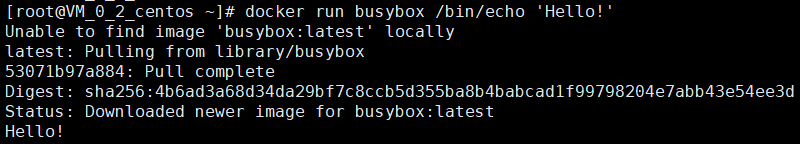 [root@VM_0_2_centos ~]# docker run busybox /bin/echo 'Hello!'
Unable to find image 'busybox:latest' locally
latest: Pulling from library/busybox
53071b97a884: Pull complete
Digest: sha256:4b6ad3a68d34da29bf7c8ccb5d355ba8b4babcad1f99798204e7abb43e54ee3d
Status: Downloaded newer image for busybox:latest
Hello!